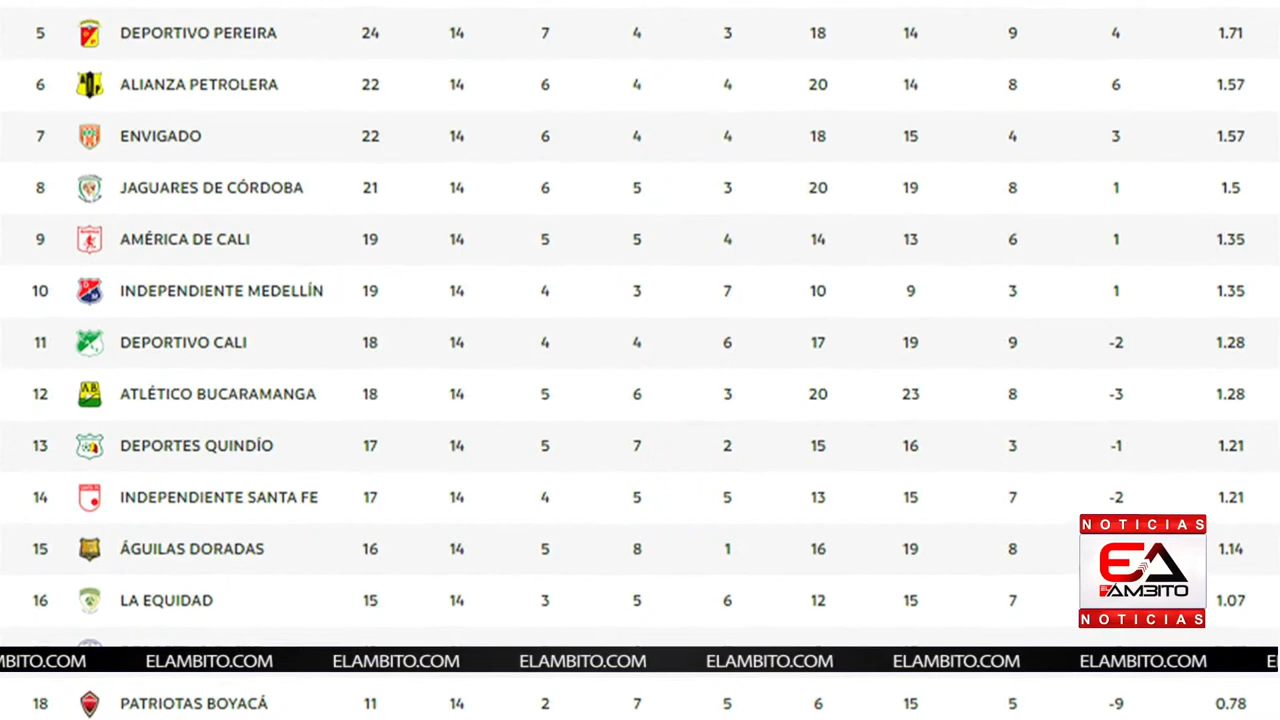 5 DEPORTIVO PEREIRA 24 14 7 4 3 18 14 9 4 1.71
6 ALIANZA PETROLERA 22 14 6 4 4 20 14 8 6 1.57
7 ENVIGADO 22 14 6 4 4 18 15 4 3 1.57
8 JAGUARES DE CÓRDOBA 21 14 6 5 3 20 19 8 1 1.5
9 AMÉRICA DE CALI 19 14 5 5 4 14 13 6 1 1.35
10 INDEPENDIENTE MEDELLÍN 19 14 4 3 7 10 9 3 1 1.35
11 DEPORTIVO CALI 18 14 4 4 6 17 19 9 -2 1.28
12 ATLÉTICO BUCARAMANGA 18 14 5 6 3 20 23 8 -3 1.28
13 DEPORTES QUINDÍO 17 14 5 7 2 15 16 3 -1 1.21
14 INDEPENDIENTE SANTA FE 17 14 4 5 5 13 15 7 -2 1.21
15 ÁGUILAS DORADAS 16 14 5 8 1 16 19 8 1.14
16 LA EQUIDAD 15 14 3 5 6 12 15 7 1.07
NOTICIAS
EA
EL ÁMBITO
NOTICIAS
MBITO.COM ELAMBITO.COM ELAMBITO.COM ELAMBITO.COM ELAMBITO.COM ELAMBITO.COM ELAMBITO.COM E
18 PATRIOTAS BOYACÁ 11 14 2 7 5 6 15 5 -9 0.78